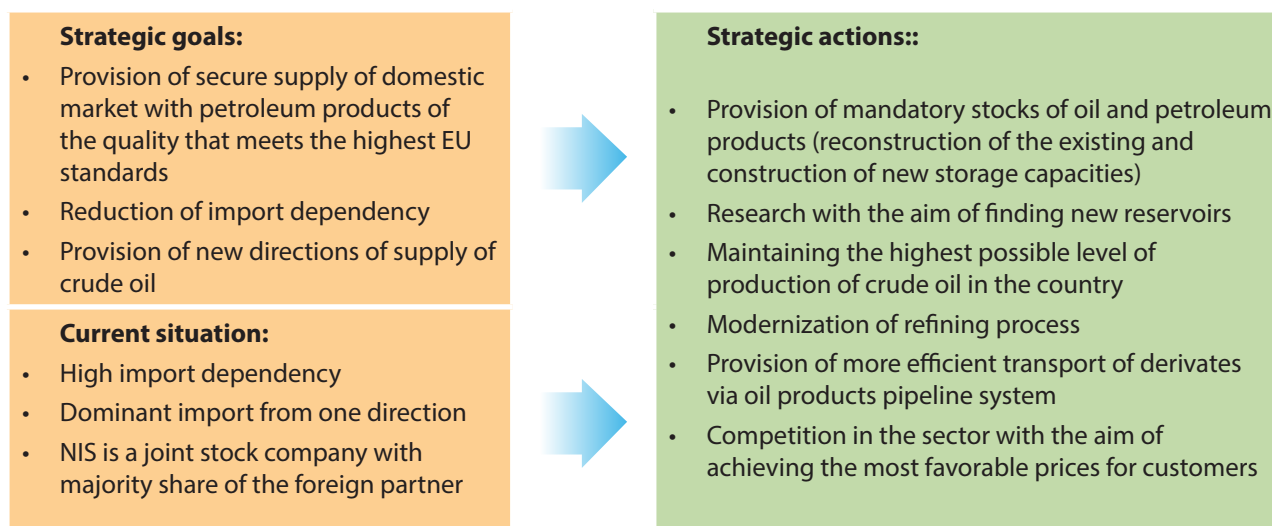 Strategic goals:
• Provision of secure supply of domestic
market with petroleum products of
the quality that meets the highest EU
standards
• Reduction of import dependency
• Provision of new directions of supply of
crude oil
Current situation:
• High import dependency
• Dominant import from one direction
• NIS is a joint stock company with
majority share of the foreign partner
Strategic actions::
• Provision of mandatory stocks of oil and petroleum
products (reconstruction of the existing and
construction of new storage capacities)
• Research with the aim of finding new reservoirs
• Maintaining the highest possible level of
production of crude oil in the country
• Modernization of refining process
• Provision of more efficient transport of derivates
via oil products pipeline system
• Competition in the sector with the aim of
achieving the most favorable prices for customers